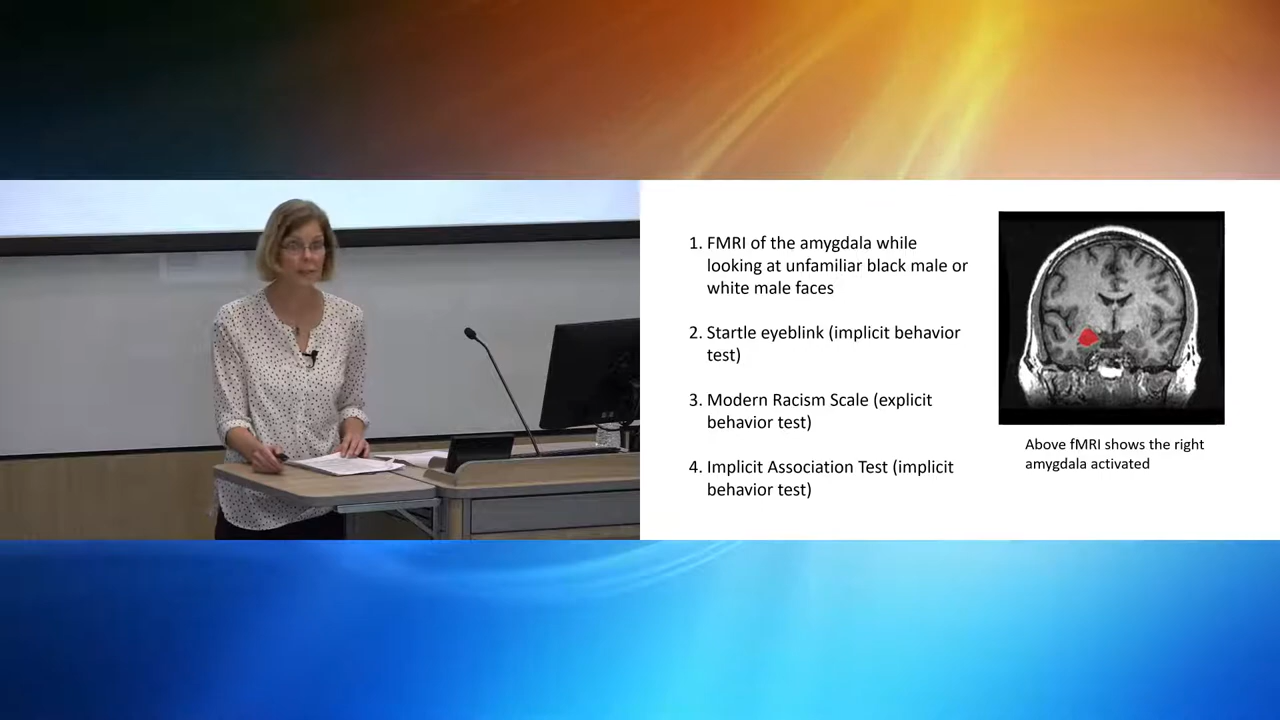 1. FMRI of the amygdala while
looking at unfamiliar black male or
white male faces
2. Startle eyeblink (implicit behavior
test)
3. Modern Racism Scale (explicit
behavior test)
4. Implicit Association Test (implicit
behavior test)
Above fMRI shows the right
amygdala activated